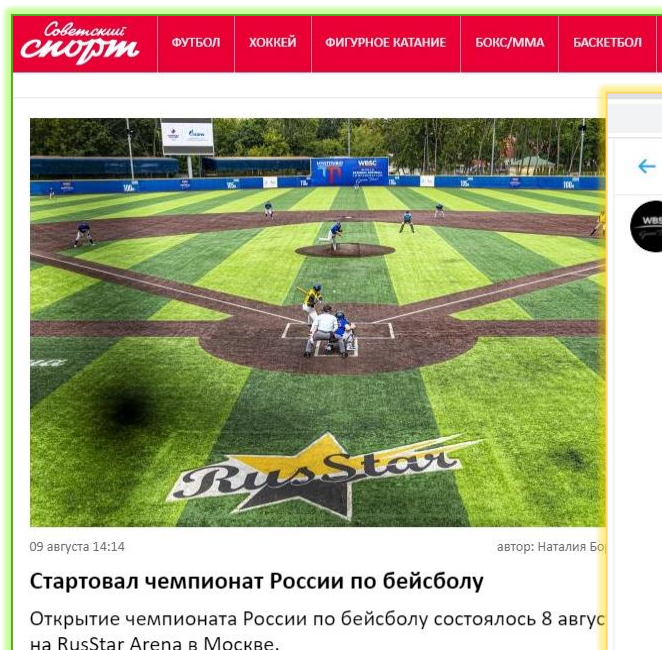 Советский
спорт
ФУТБОЛ
ХОККЕЙ
ФИГУРНОЕ КАТАНИЕ
БОКС/ММА
БАСКЕТБОЛ
WBSC
RusStar
09 августа 14:14
автор: Наталия
Стартовал чемпионат России по бейсболу
Открытие чемпионата России по бейсболу состоялось 8 авгус
на RusStar Arena в Москве.